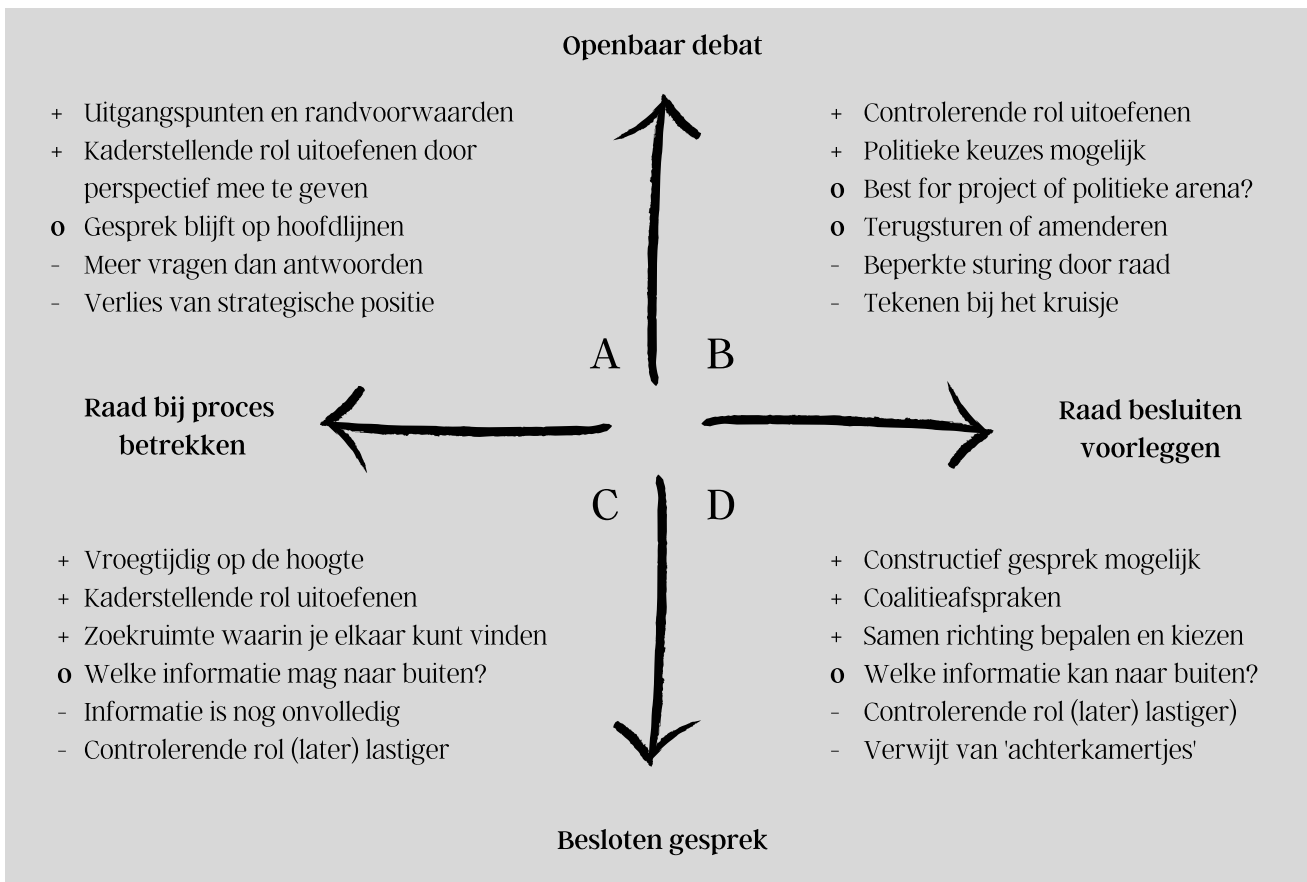 Openbaar debat
+ Uitgangspunten en randvoorwaarden
+ Kaderstellende rol uitoefenen door
perspectief mee te geven
o Gesprek blijft op hoofdlijnen
- Meer vragen dan antwoorden
- Verlies van strategische positie
+ Controlerende rol uitoefenen
+ Politieke keuzes mogelijk
o Best for project of politieke arena?
o Terugsturen of amenderen
- Beperkte sturing door raad
- Tekenen bij het kruisje
A
B
Raad bij proces
betrekken
Raad besluiten
voorleggen
C
D
+ Vroegtijdig op de hoogte
+ Kaderstellende rol uitoefenen
+ Zoekruimte waarin je elkaar kunt vinden
o Welke informatie mag naar buiten?
- Informatie is nog onvolledig
- Controlerende rol (later) lastiger
+ Constructief gesprek mogelijk
+ Coalitieafspraken
+ Samen richting bepalen en kiezen
o Welke informatie kan naar buiten?
- Controlerende rol (later) lastiger)
- Verwijt van 'achterkamertjes'
Besloten gesprek